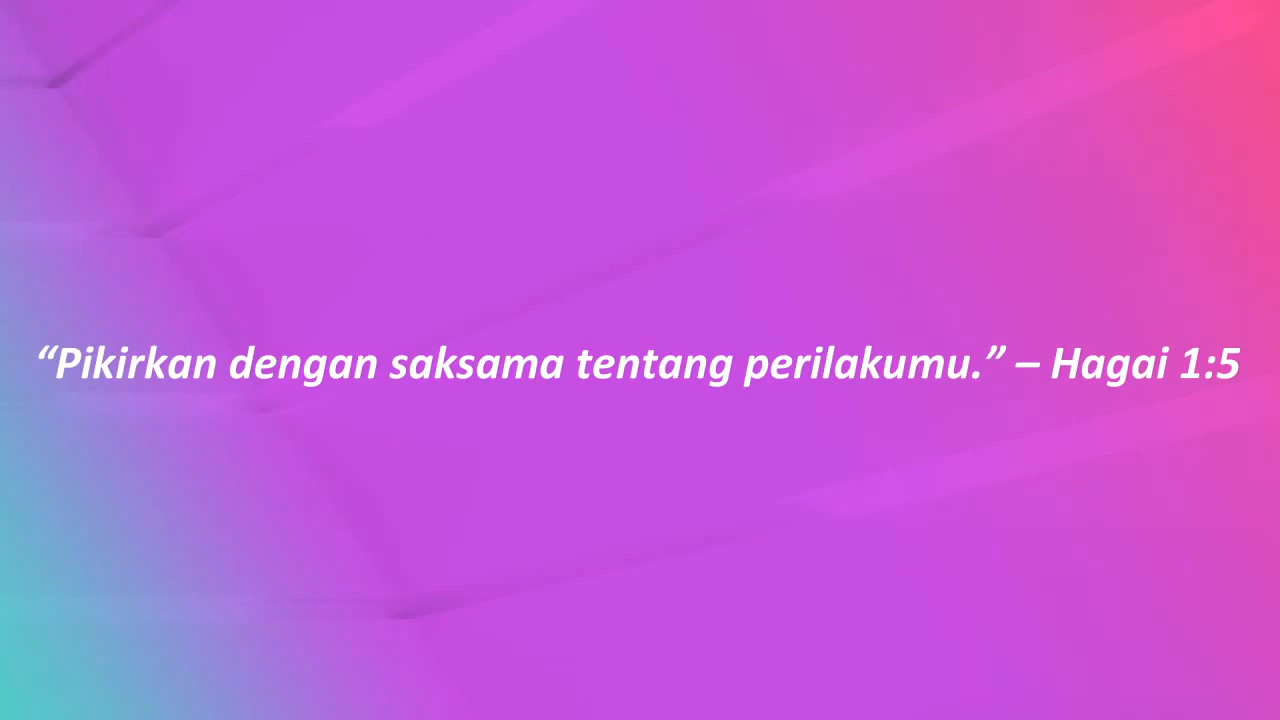 “Pikirkan dengan saksama tentang perilakumu.” – Hagai 1:5